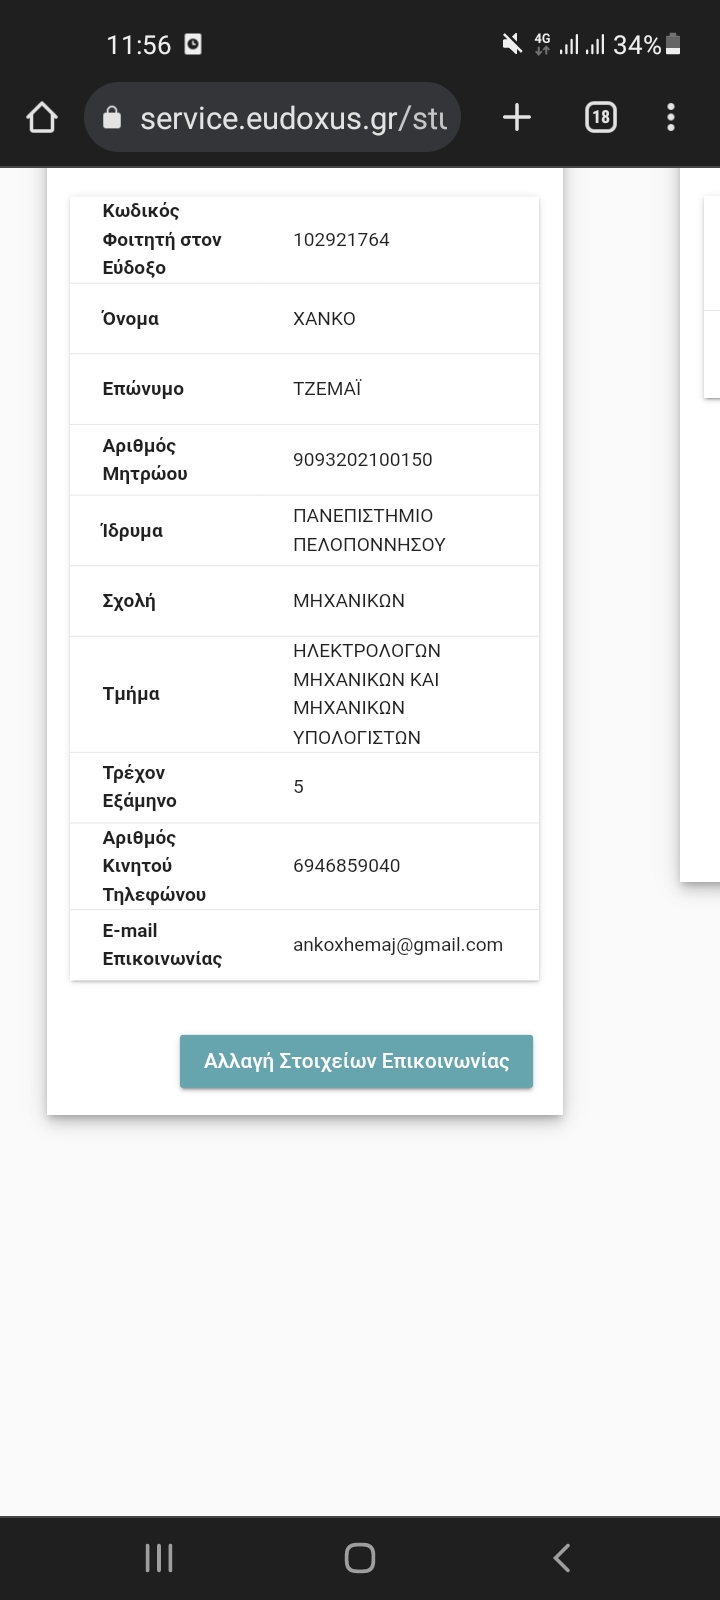 11:56
4G
34%
service.eudoxus.gr/stu
18
Κωδικός
Φοιτητή στον
Εύδοξο
102921764
Όνομα
ΧΑΝΚΟ
Επώνυμο
ΤΖΕΜΑΪ
Αριθμός
Μητρώου
9093202100150
Ίδρυμα
ΠΑΝΕΠΙΣΤΗΜΙΟ
ΠΕΛΟΠΟΝΝΗΣΟΥ
Σχολή
ΜΗΧΑΝΙΚΩΝ
Τμήμα
ΗΛΕΚΤΡΟΛΟΓΩΝ
ΜΗΧΑΝΙΚΩΝ ΚΑΙ
ΜΗΧΑΝΙΚΩΝ
ΥΠΟΛΟΓΙΣΤΩΝ
Τρέχον
Εξάμηνο
5
Αριθμός
Κινητού
Τηλεφώνου
6946859040
E-mail
Επικοινωνίας
ankoxhemaj@gmail.com
Αλλαγή Στοιχείων Επικοινωνίας